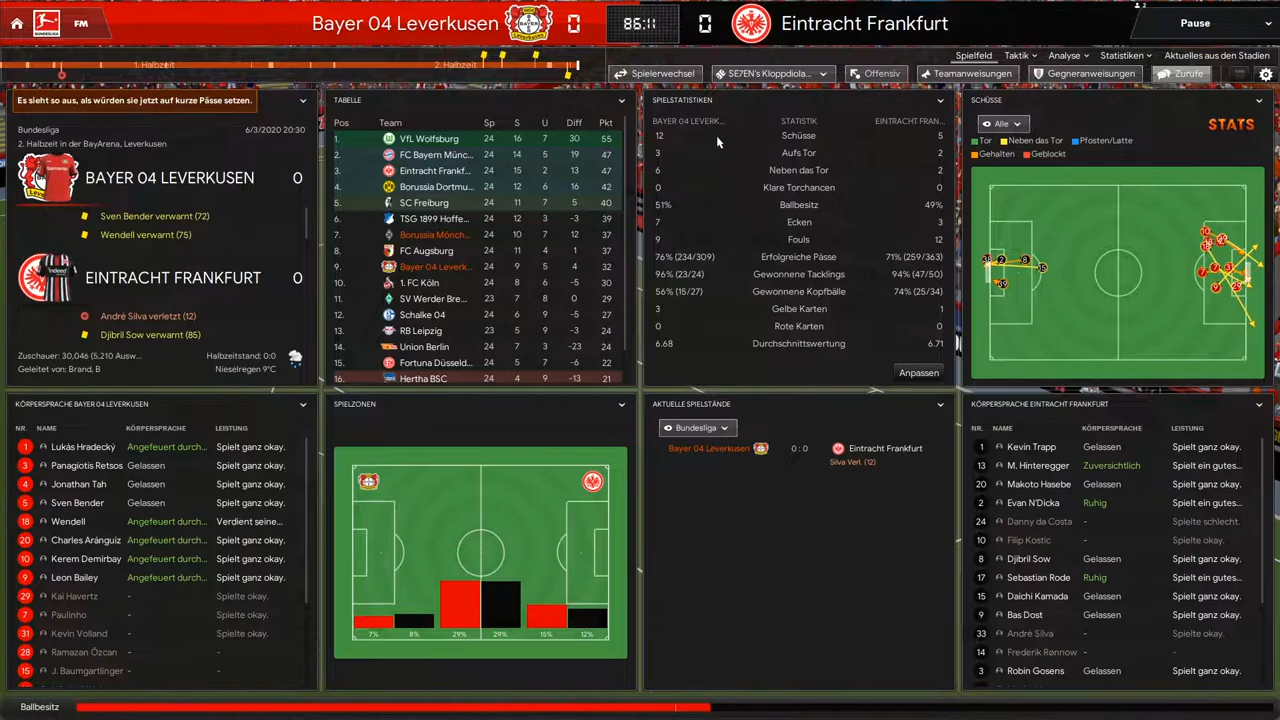 FM
Bayer 04 Leverkusen
0
86:11
0
Eintracht Frankfurt
2
Pause
1. Halbzeit
2. Halbzeit
Spielfeld
Taktik
Analyse
Statistiken
Aktuelles aus den Stadien
Spielerwechsel
SE7EN's Kloppdiola...
Offensiv
Teamanweisungen
Gegneranweisungen
Zurufe
Es sieht so aus, als würden sie jetzt auf kurze Pässe setzen.
Bundesliga
6/3/2020 20:30
2. Halbzeit in der BayArena, Leverkusen
BAYER 04 LEVERKUSEN 0
Sven Bender verwarnt (72)
Wendell verwarnt (75)
EINTRACHT FRANKFURT 0
André Silva verletzt (12)
Djibril Sow verwarnt (85)
Zuschauer: 30,046 (5,210 Ausw...
Halbzeitstand: 0:0
Geleitet von: Brand, B
Nieselregen 9°C
TABELLE
Pos Team Sp S U Diff Pkt
1. VfL Wolfsburg 24 16 7 30 55
2. FC Bayern Münc... 24 14 5 19 47
3. Eintracht Frankf... 24 15 2 13 47
4. Borussia Dortmu... 24 12 6 16 42
5. SC Freiburg 24 11 7 5 40
6. TSG 1899 Hoffe... 24 12 3 -3 39
7. Borussia Mönch... 24 11 4 4 37
8. FC Augsburg 24 11 4 1 37
9. Bayer 04 Leverk... 24 9 5 4 32
10. 1. FC Köln 24 8 6 -5 30
11. SV Werder Bre... 23 7 8 0 29
12. Schalke 04 24 6 9 -5 27
13. RB Leipzig 23 5 9 -3 24
14. Union Berlin 24 7 3 -23 24
15. Fortuna Düsseld... 24 5 7 -6 22
16. Hertha BSC 24 4 9 -13 21
SPIELSTATISTIKEN
BAYER 04 LEVERK... STATISTIK EINTRACHT FRAN...
12 Schüsse 5
3 Aufs Tor 2
6 Neben das Tor 2
0 Klare Torchancen 0
51% Ballbesitz 49%
7 Ecken 3
9 Fouls 12
76% (234/309) Erfolgreiche Pässe 71% (259/363)
96% (23/24) Gewonnene Tacklings 94% (47/50)
56% (15/27) Gewonnene Kopfbälle 74% (25/34)
3 Gelbe Karten 1
0 Rote Karten 0
6.68 Durchschnittswertung 6.71
Anpassen
SCHÜSSE
Alle
STATS
Tor
Neben das Tor
Pfosten/Latte
Gehalten
Geblockt
KÖRPERSPRACHE BAYER 04 LEVERKUSEN
NR. NAME KÖRPERSPRACHE LEISTUNG
1 Lukás Hradecký Angefeuert durch... Spielt ganz okay.
3 Panagiotis Retsos Gelassen Spielt ganz okay.
4 Jonathan Tah Gelassen Spielt ganz okay.
5 Sven Bender Gelassen Spielt ganz okay.
18 Wendell Angefeuert durch... Verdient seine...
20 Charles Aránguiz Angefeuert durch... Spielt ganz okay.
10 Kerem Demirbay Angefeuert durch... Spielt ganz okay.
9 Leon Bailey Angefeuert durch... Spielt ganz okay.
29 Kai Havertz - Spielte okay.
7 Paulinho - Spielte okay.
31 Kevin Volland - Spielte okay.
28 Ramazan Özcan - -
15 J. Baumgartlinger - -
SPIELZONEN
7% 8% 29% 29% 15% 12%
AKTUELLE SPIELSTÄNDE
Bundesliga
Bayer 04 Leverkusen 0 : 0 Eintracht Frankfurt
Silva Verl. (12)
KÖRPERSPRACHE EINTRACHT FRANKFURT
NR. NAME KÖRPERSPRACHE LEISTUNG
1 Kevin Trapp Gelassen Spielt ganz okay.
13 M. Hinteregger Zuversichtlich Spielt ein gutes...
20 Makoto Hasebe Gelassen Spielt ganz okay.
2 Evan N'Dicka Ruhig Spielt ein gutes...
24 Danny da Costa - Spielte schlecht.
10 Filip Kostic - Spielte okay.
8 Djibril Sow Gelassen Spielt ganz okay.
17 Sebastian Rode Ruhig Spielt ein gutes...
15 Daichi Kamada Gelassen Spielt ganz okay.
9 Bas Dost Gelassen Spielt ganz okay.
33 André Silva - Spielte okay.
14 Frederik Rønnow - -
3 Robin Gosens Gelassen Spielt ganz okay.
Ballbesitz